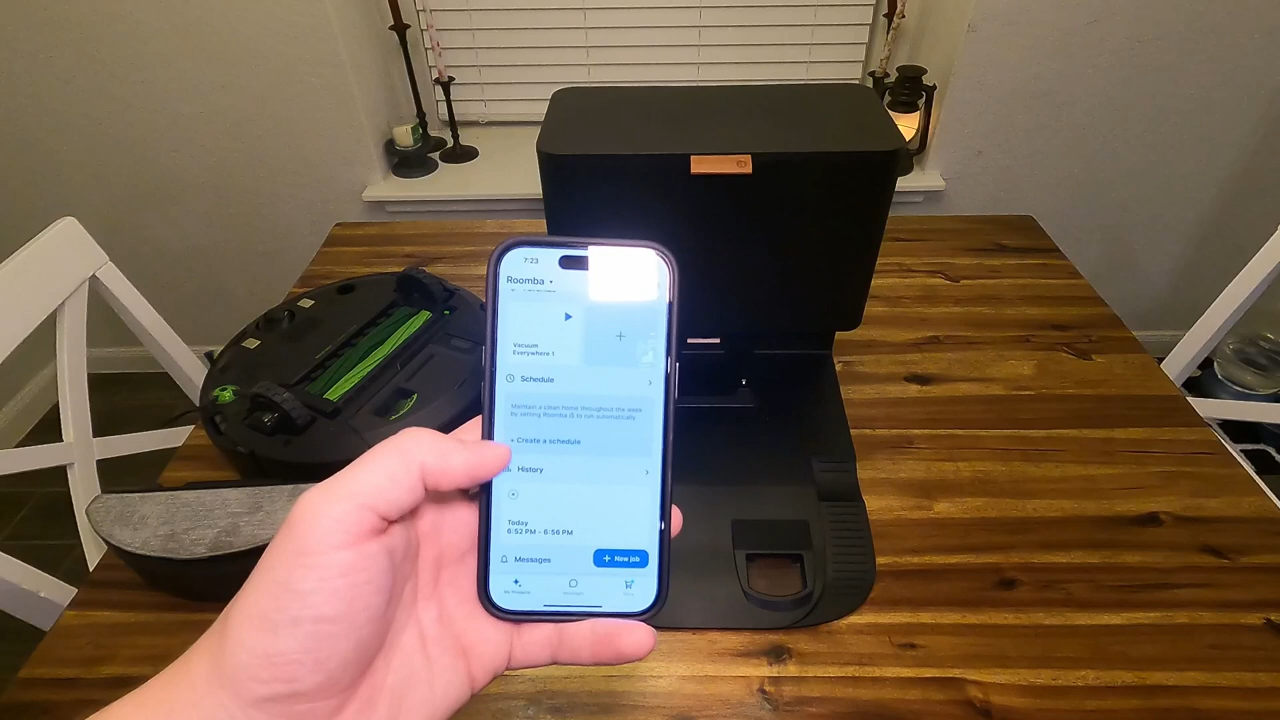 7:23
Roomba
Vacuum
Everywhere 1
Schedule
Maintain a clean home throughout the week
by setting Roomba i5 to run automatically
+ Create a schedule
History
Today
6:52 PM - 6:56 PM
Messages
+ New job